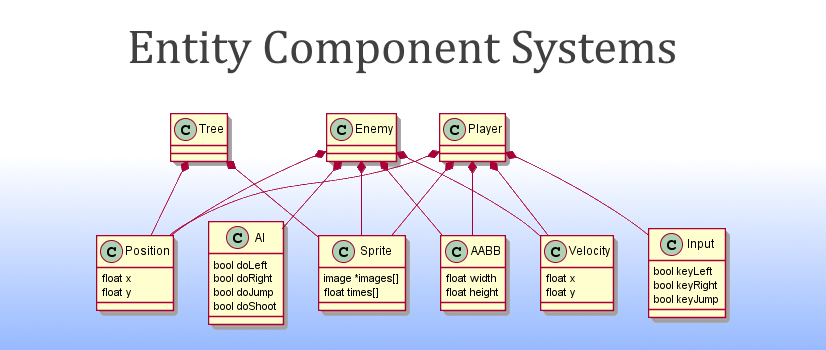 Entity Component Systems
C Tree
C Enemy
C Player
C Position
float x
float y
C AI
bool doLeft
bool doRight
bool doJump
bool doShoot
C Sprite
image *images[]
float times[]
C AABB
float width
float height
C Velocity
float x
float y
C Input
bool keyLeft
bool keyRight
bool keyJump